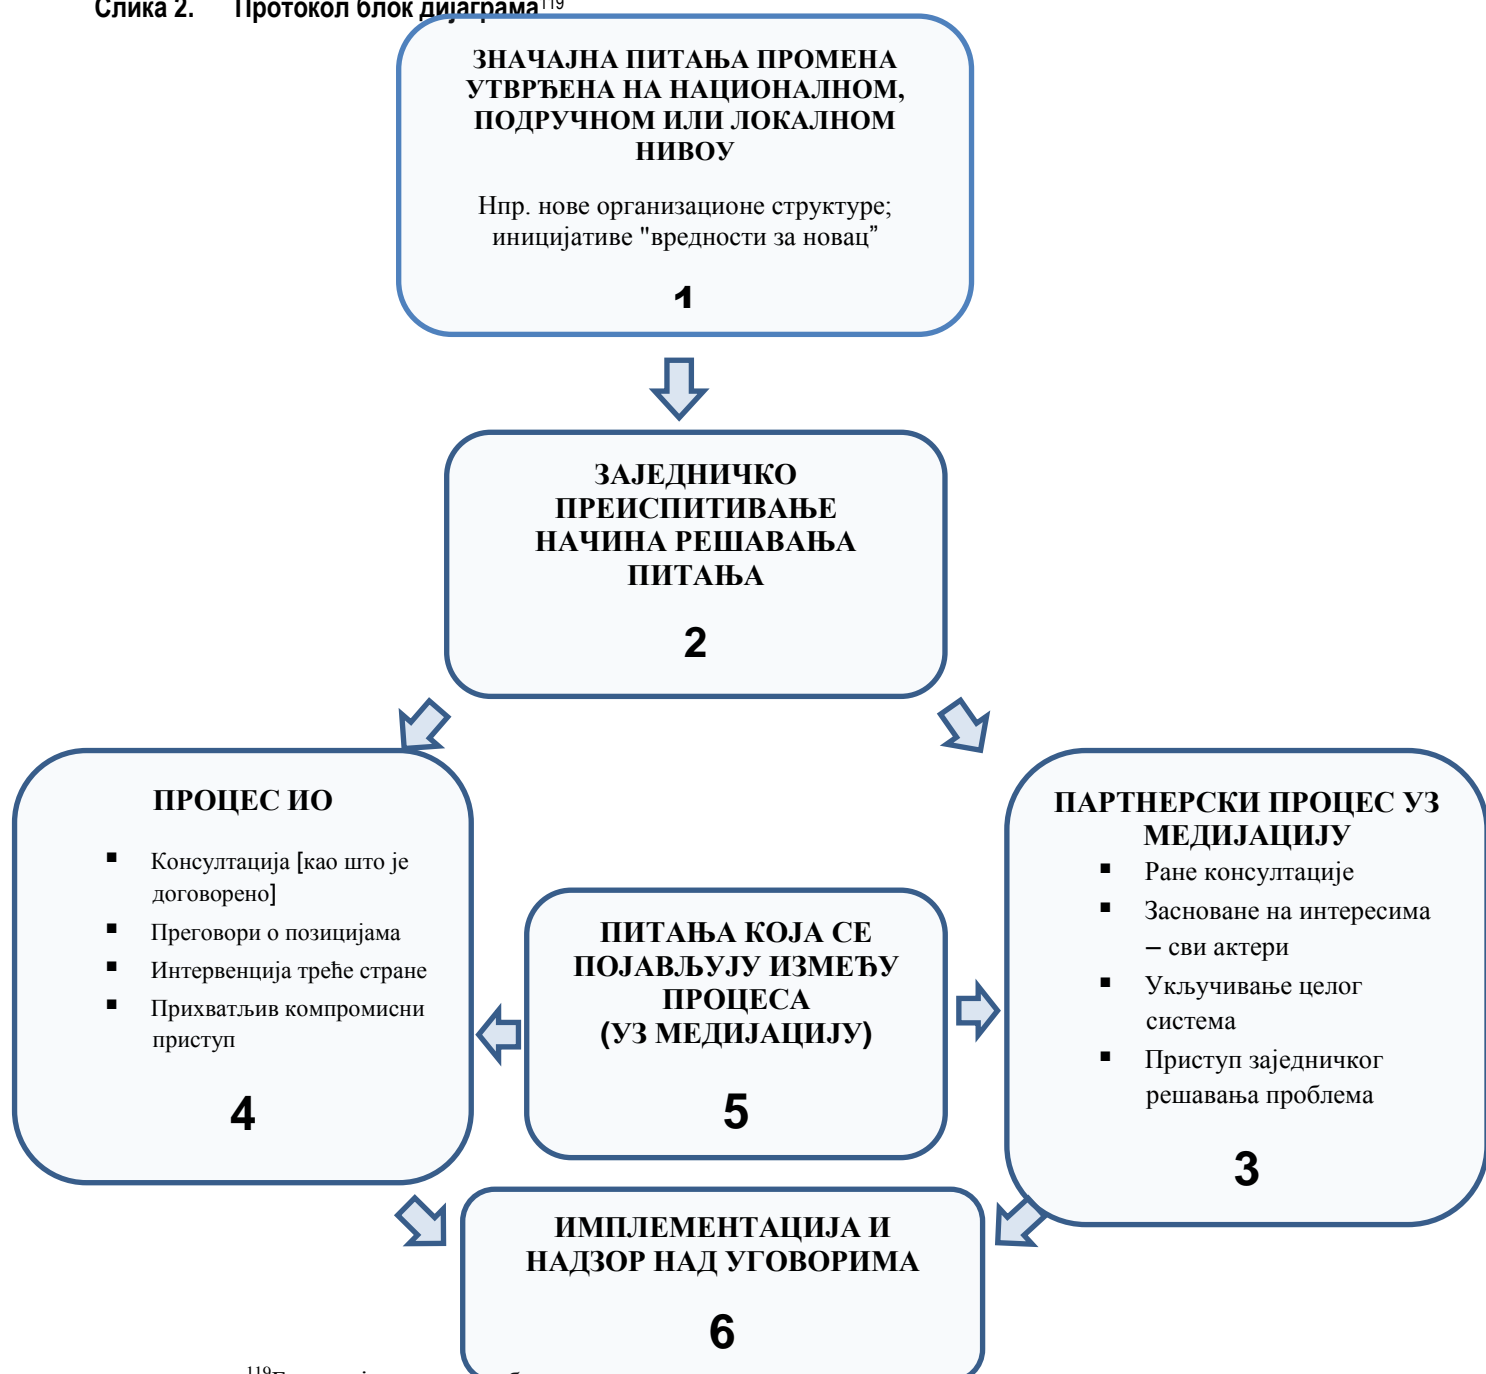 Слика 2. Протокол блок дијаграма119
ЗНАЧАЈНА ПИТАЊА ПРОМЕНА
УТВРЂЕНА НА НАЦИОНАЛНОМ,
ПОДРУЧНОМ ИЛИ ЛОКАЛНОМ
НИВОУ
Нпр. нове организационе структуре;
иницијативе "вредности за новац”
1
ЗАЈЕДНИЧКО
ПРЕИСПИТИВАЊЕ
НАЧИНА РЕШАВАЊА
ПИТАЊА
2
ПРОЦЕС ИО
▪ Консултација [као што је
договорено]
▪ Преговори о позицијама
▪ Интервенција треће стране
▪ Прихватљив компромисни
приступ
4
ПИТАЊА КОЈА СЕ
ПОЈАВЉУЈУ ИЗМЕЂУ
ПРОЦЕСА
(УЗ МЕДИЈАЦИЈУ)
5
ПАРТНЕРСКИ ПРОЦЕС УЗ
МЕДИЈАЦИЈУ
▪ Ране консултације
▪ Засноване на интересима
– сви актери
▪ Укључивање целог
система
▪ Приступ заједничког
решавања проблема
3
ИМПЛЕМЕНТАЦИЈА И
НАДЗОР НАД УГОВОРИМА
6
119